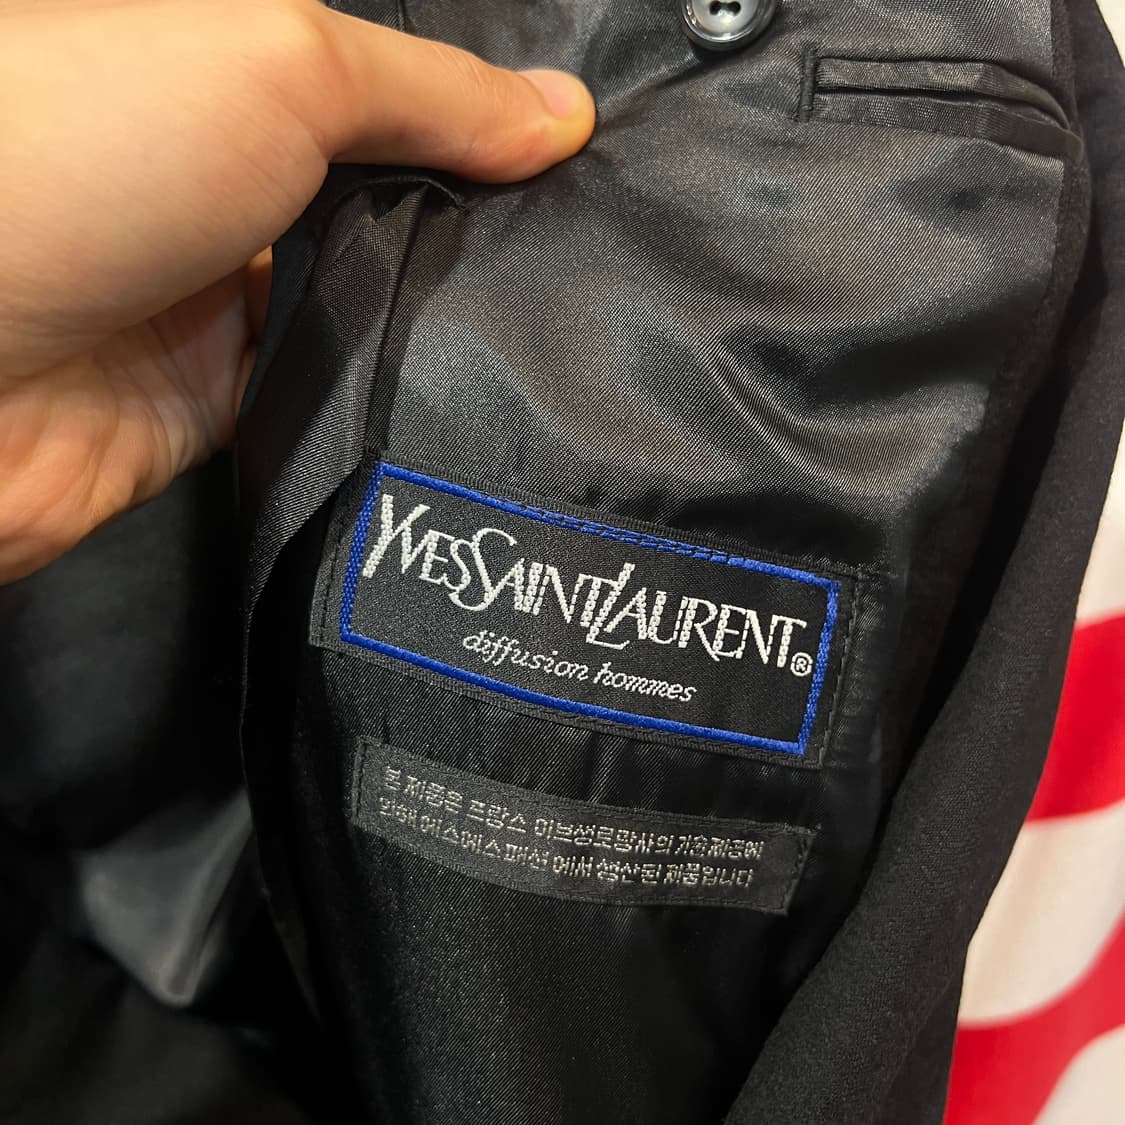 YVESSAINTLAURENT®
diffusion hommes
본 제품은 프랑스 이브생로랑사의 기술제공에
의해 에스에스패션 에서 생산된 제품입니다